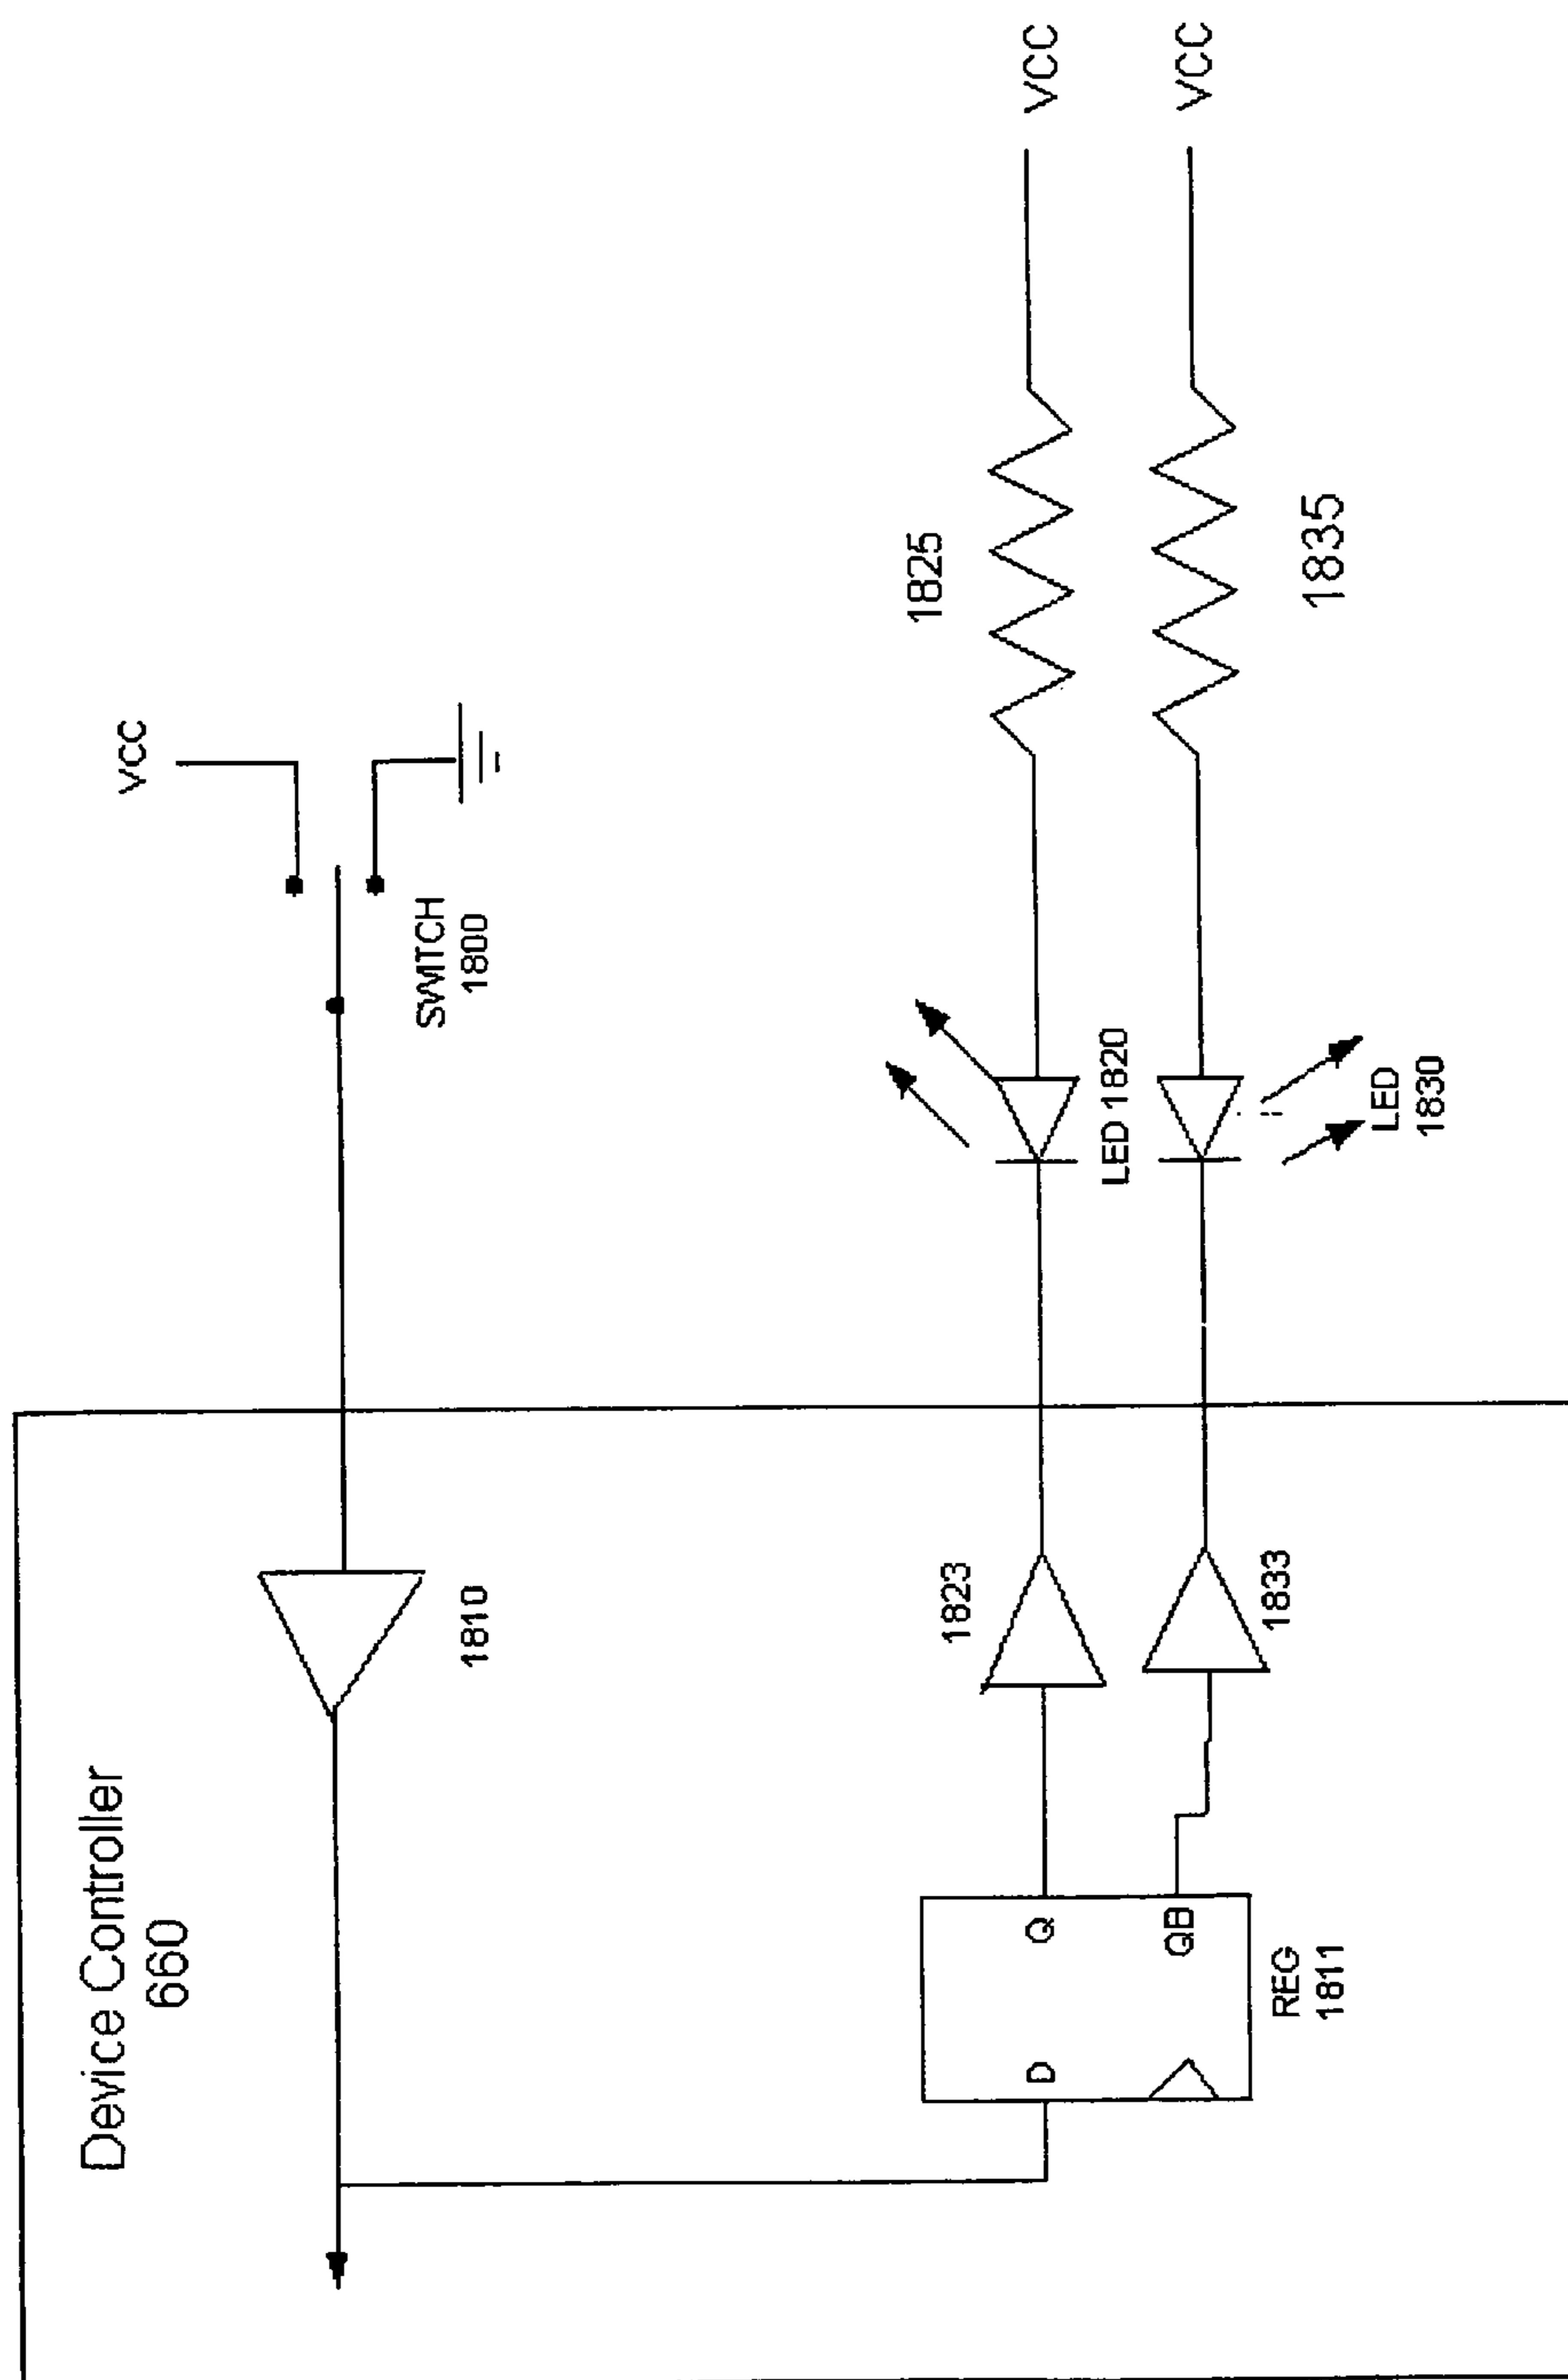 Device Controller
660
1810
VCC
SWITCH
1800
1823
LED 1820
1825
VCC
D
Q
QB
REG
1811
1833
LED
1830
1835
VCC